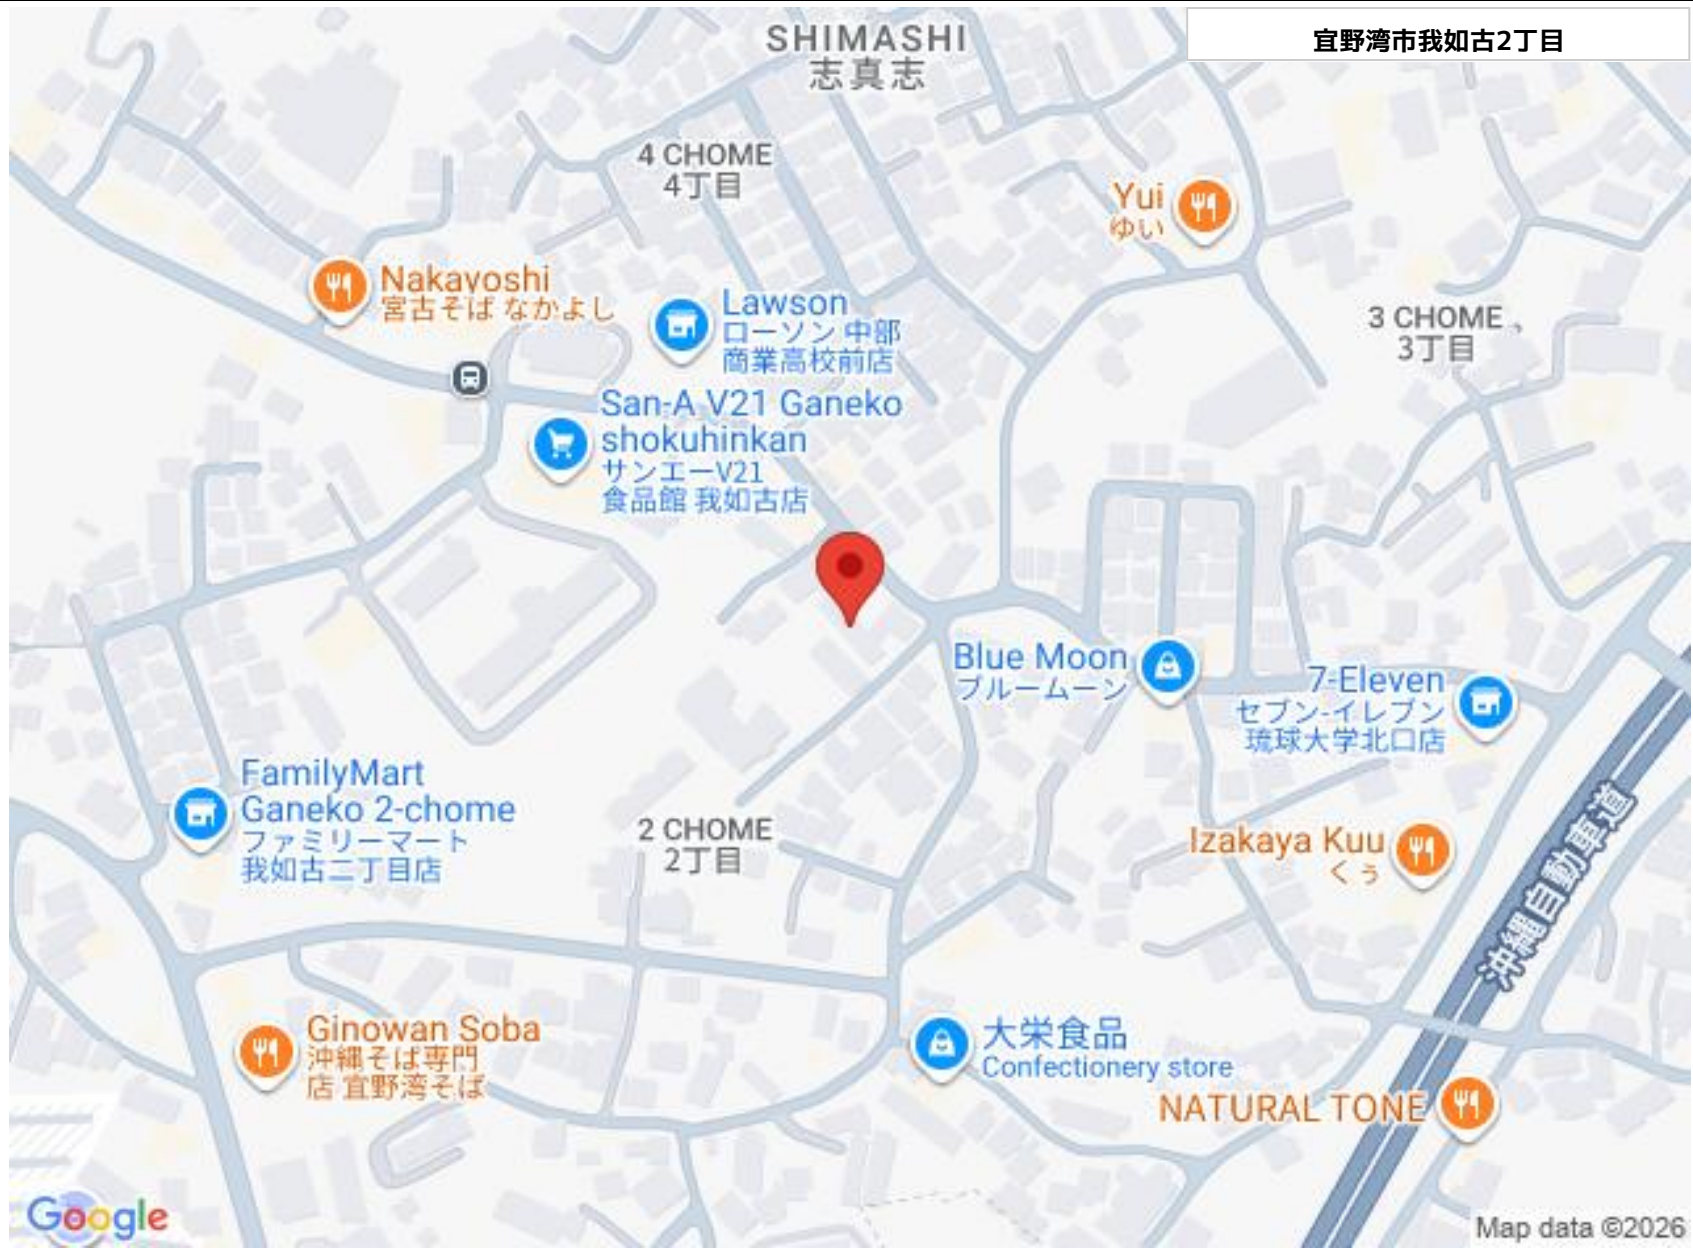 宜野湾市我如古2丁目
SHIMASHI
志真志
4 CHOME
4丁目
Yui
ゆい
Nakayoshi
宮古そば なかよし
Lawson
ローソン 中部
商業高校前店
3 CHOME
3丁目
San-A V21 Ganeko
shokuhinkan
サンエーV21
食品館 我如古店
Blue Moon
ブルームーン
7-Eleven
セブン-イレブン
琉球大学北口店
FamilyMart
Ganeko 2-chome
ファミリーマート
我如古二丁目店
2 CHOME
2丁目
Izakaya Kuu
くぅ
沖縄自動車道
Ginowan Soba
沖縄そば専門
店 宜野湾そば
大栄食品
Confectionery store
NATURAL TONE
Google
Map data ©2026